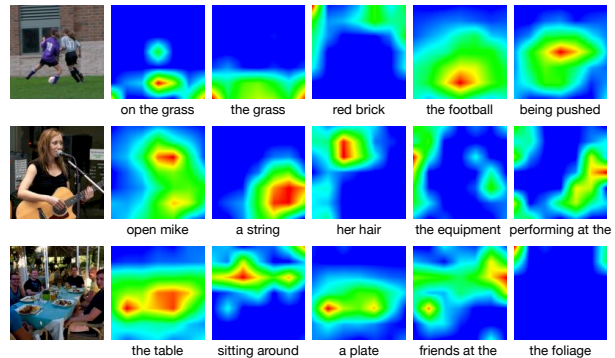 on the grass
the grass
red brick
the football
being pushed
open mike
a string
her hair
the equipment
performing at the
the table
sitting around
a plate
friends at the
the foliage